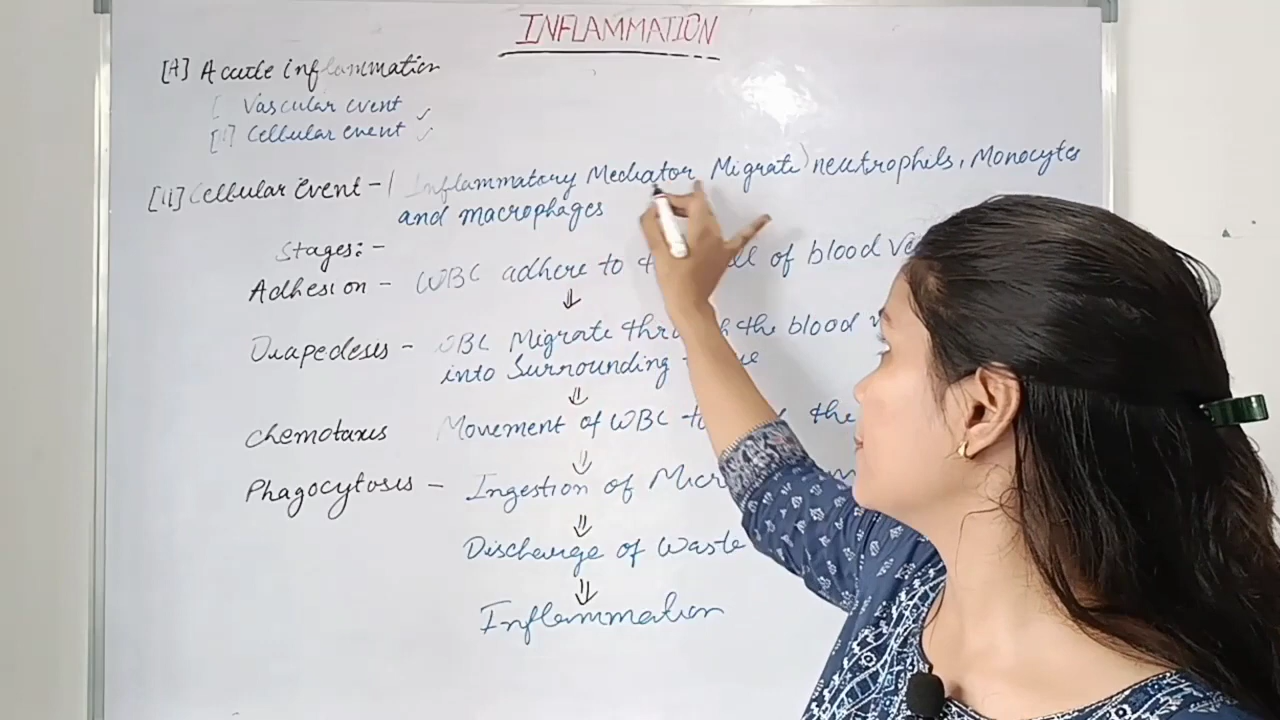 INFLAMMATION
[A] Acute inflammation
[ Vascular event ✓
[II] Cellular event ✓
[II] Cellular event - ( Inflammatory Mediator Migrate) neutrophils, Monocytes
and macrophages
Stages:-
Adhesion - WBC adhere to of blood
↓
Diapedesis - WBC Migrate the blood
into Surrounding
↓
Chemotaxis Movement of WBC the
↓
Phagocytosis - Ingestion of
↓
Discharge of Waste
↓
Inflammation